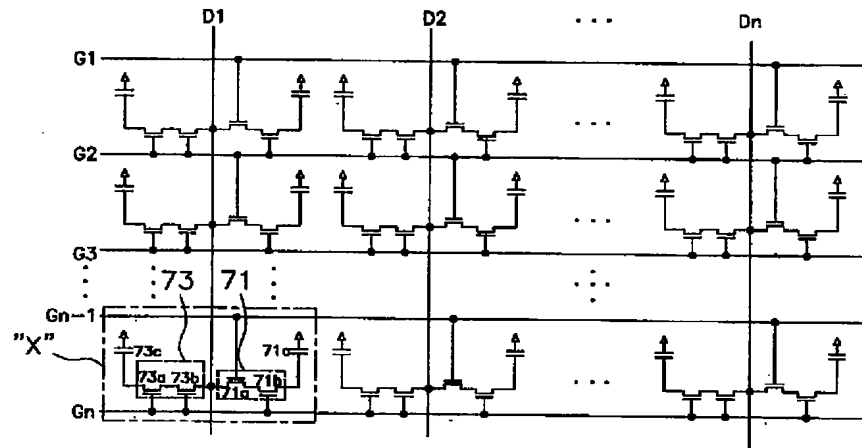 D1 D2 ... Dn
G1
...
G2
...
G3
73 71
Gn-1
"X"
73c 71c
73a 73b 71b
71a
Gn